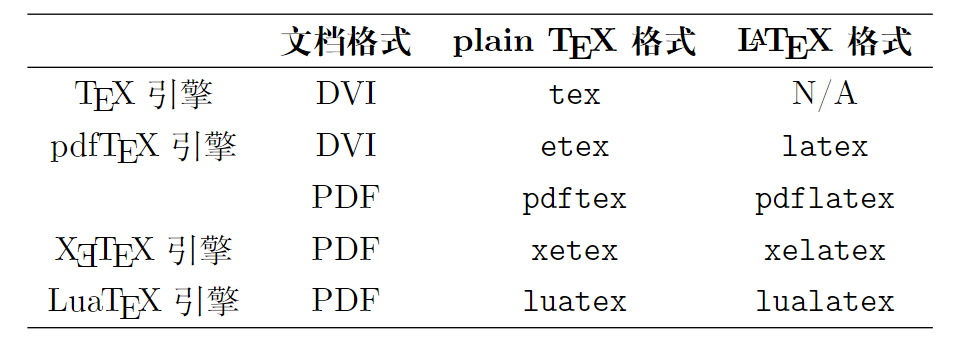 文档格式 plain TEX 格式 LATEX 格式
TEX 引擎 DVI tex N/A
pdfTEX 引擎 DVI etex latex
PDF pdftex pdflatex
XƎTEX 引擎 PDF xetex xelatex
LuaTEX 引擎 PDF luatex lualatex